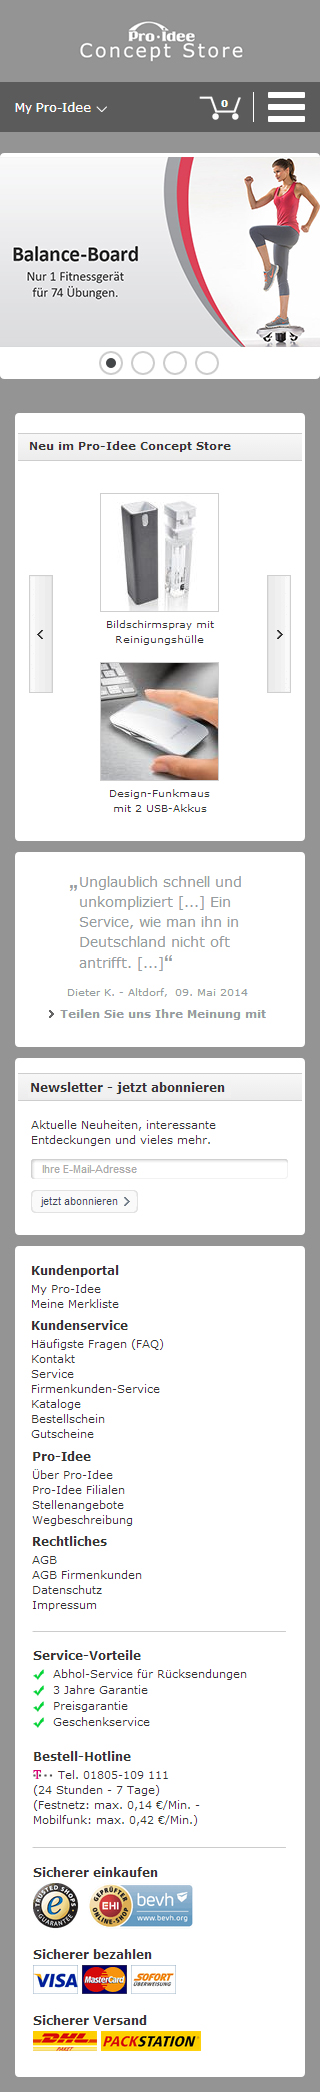 Pro-Idee
Concept Store
My Pro-Idee
0
Balance-Board
Nur 1 Fitnessgerät
für 74 Übungen.
Neu im Pro-Idee Concept Store
Bildschirmspray mit
Reinigungshülle
Design-Funkmaus
mit 2 USB-Akkus
„Unglaublich schnell und
unkompliziert [...] Ein
Service, wie man ihn in
Deutschland nicht oft
antrifft. [...]“
Dieter K. - Altdorf, 09. Mai 2014
Teilen Sie uns Ihre Meinung mit
Newsletter - jetzt abonnieren
Aktuelle Neuheiten, interessante
Entdeckungen und vieles mehr.
Ihre E-Mail-Adresse
jetzt abonnieren
Kundenportal
My Pro-Idee
Meine Merkliste
Kundenservice
Häufigste Fragen (FAQ)
Kontakt
Service
Firmenkunden-Service
Kataloge
Bestellschein
Gutscheine
Pro-Idee
Über Pro-Idee
Pro-Idee Filialen
Stellenangebote
Wegbeschreibung
Rechtliches
AGB
AGB Firmenkunden
Datenschutz
Impressum
Service-Vorteile
Abhol-Service für Rücksendungen
3 Jahre Garantie
Preisgarantie
Geschenkservice
Bestell-Hotline
T Tel. 01805-109 111
(24 Stunden - 7 Tage)
(Festnetz: max. 0,14 €/Min. -
Mobilfunk: max. 0,42 €/Min.)
Sicherer einkaufen
TRUSTED SHOPS
e
GUARANTEE
GEPRÜFTER
EHI
ONLINE-SHOP
bevh
www.bevh.org
Sicherer bezahlen
VISA
MasterCard
SOFORT
ÜBERWEISUNG
Sicherer Versand
DHL
PAKET
PACKSTATION